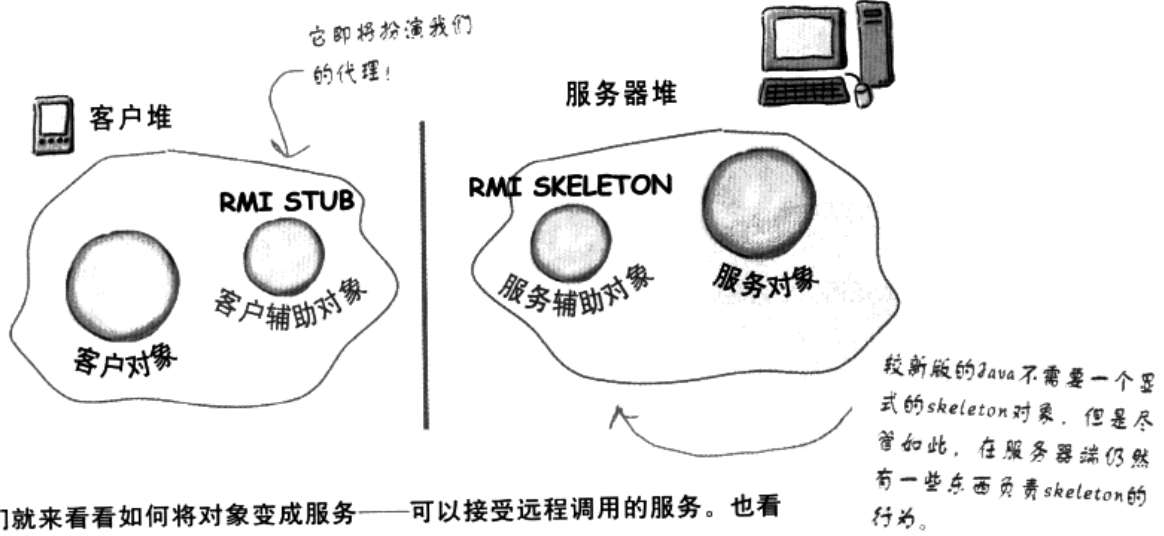 它即将扮演我们
的代理！
客户堆
服务器堆
RMI STUB
客户辅助对象
客户对象
RMI SKELETON
服务辅助对象
服务对象
较新版的Java不需要一个显
式的skeleton对象，但是尽
管如此，在服务器端仍然
有一些东西负责skeleton的
行为。
们就来看看如何将对象变成服务——可以接受远程调用的服务。也看